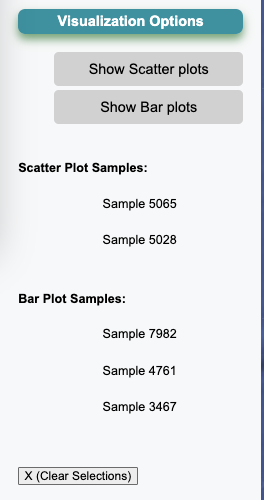 Visualization Options
Show Scatter plots
Show Bar plots
Scatter Plot Samples:
Sample 5065
Sample 5028
Bar Plot Samples:
Sample 7982
Sample 4761
Sample 3467
X (Clear Selections)